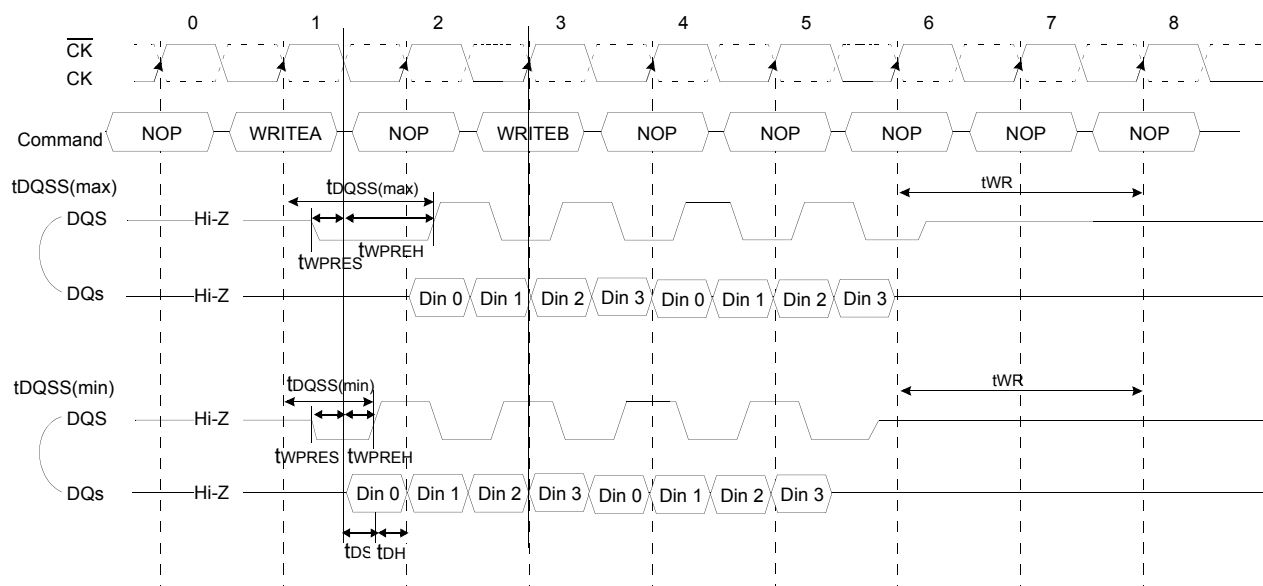 0 1 2 3 4 5 6 7 8
CK
CK
Command NOP WRITEA NOP WRITEB NOP NOP NOP NOP NOP
tDQSS(max) tDQSS(max) tWR
DQS Hi-Z
tWPRES tWPREH
DQs Hi-Z Din 0 Din 1 Din 2 Din 3 Din 0 Din 1 Din 2 Din 3
tDQSS(min) tDQSS(min) tWR
DQS Hi-Z
tWPRES tWPREH
DQs Hi-Z Din 0 Din 1 Din 2 Din 3 Din 0 Din 1 Din 2 Din 3
tDS tDH